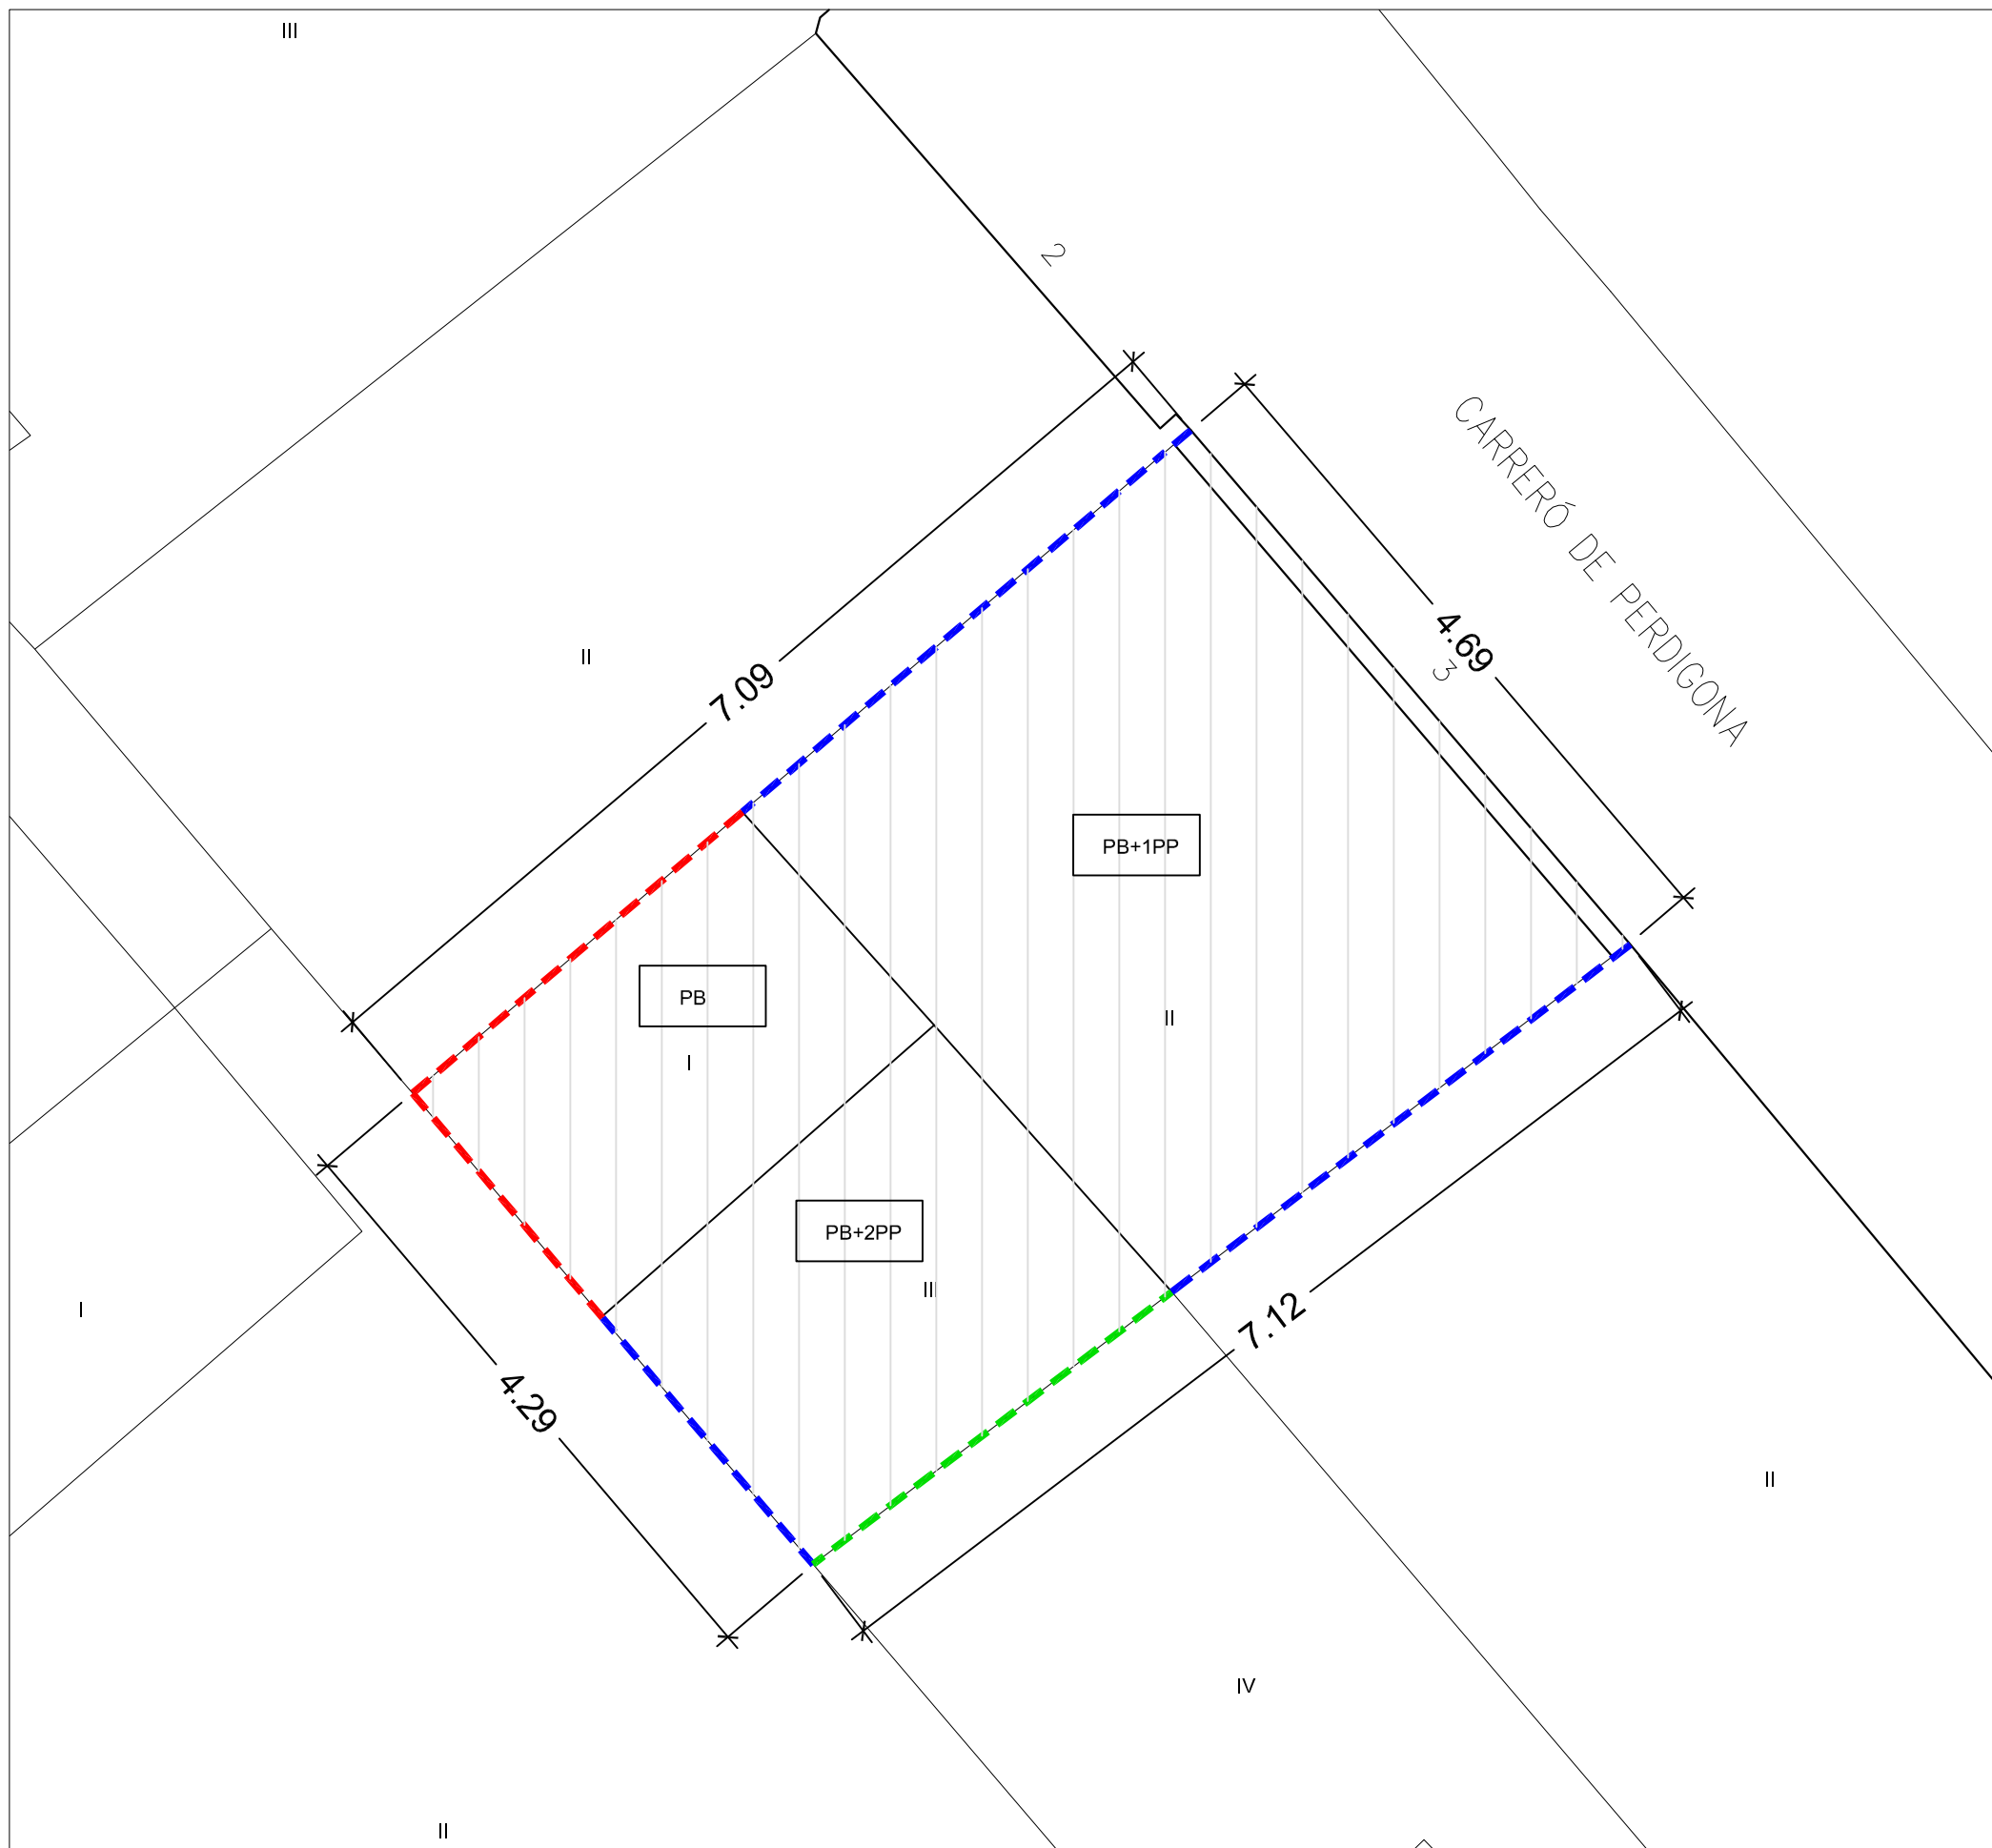 III
2
CARRERÓ DE PERDIGONA
4.69
3
II
7.09
PB+1PP
PB
II
I
PB+2PP
III
I
7.12
4.29
II
IV
II